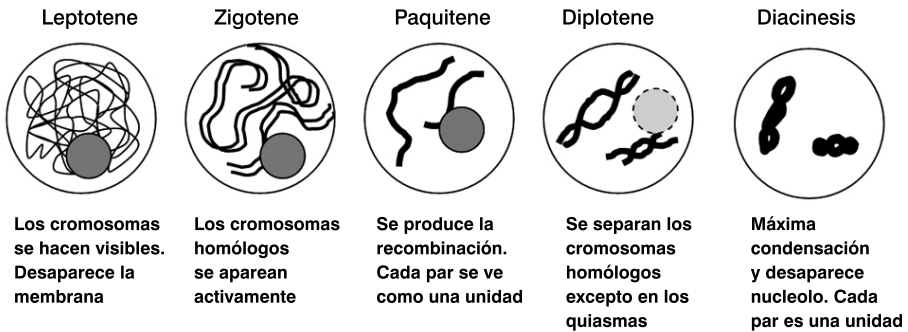 Leptotene
Zigotene
Paquitene
Diplotene
Diacinesis
Los cromosomas
se hacen visibles.
Desaparece la
membrana
Los cromosomas
homólogos
se aparean
activamente
Se produce la
recombinación.
Cada par se ve
como una unidad
Se separan los
cromosomas
homólogos
excepto en los
quiasmas
Máxima
condensación
y desaparece
nucleolo. Cada
par es una unidad